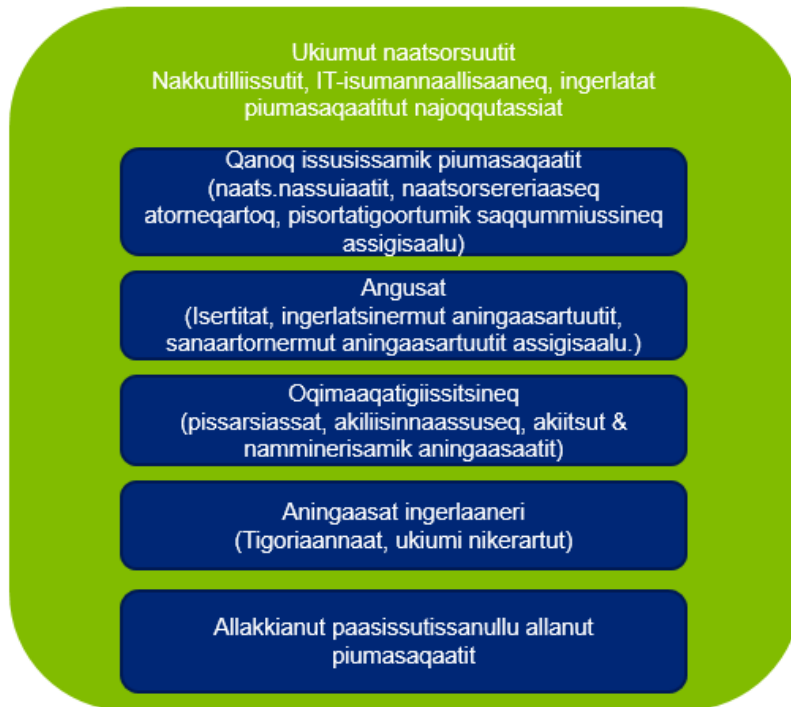 Ukiumut naatsorsuutit
Nakkutilliissutit, IT-isumannaallisaaneq, ingerlatat
piumasaqaatitut najoqqutassiat
Qanoq issusissamik piumasaqaatit
(naats.nassuiaatit, naatsorsereriaaseq
atorneqartoq, pisortatigoortumik saqqummiussineq
assigisaalu)
Angusat
(Isertitat, ingerlatsinermut aningaasartuutit,
sanaartornermut aningaasartuutit assigisaalu.)
Oqimaaqatigiissitsineq
(pissarsiassat, akiliisinnaassuseq, akiitsut &
namminerisamik aningaasaatit)
Aningaasat ingerlaaneri
(Tigoriaannaat, ukiumi nikerartut)
Allakkianut paasissutissanullu allanut
piumasaqaatit